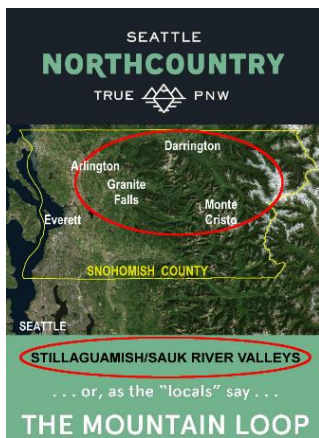 SEATTLE
NORTHCOUNTRY
TRUE PNW
Darrington
Arlington
Granite
Falls
Monte
Cristo
Everett
SNOHOMISH COUNTY
SEATTLE
STILLAGUAMISH/SAUK RIVER VALLEYS
. . . or, as the "locals" say . . .
THE MOUNTAIN LOOP